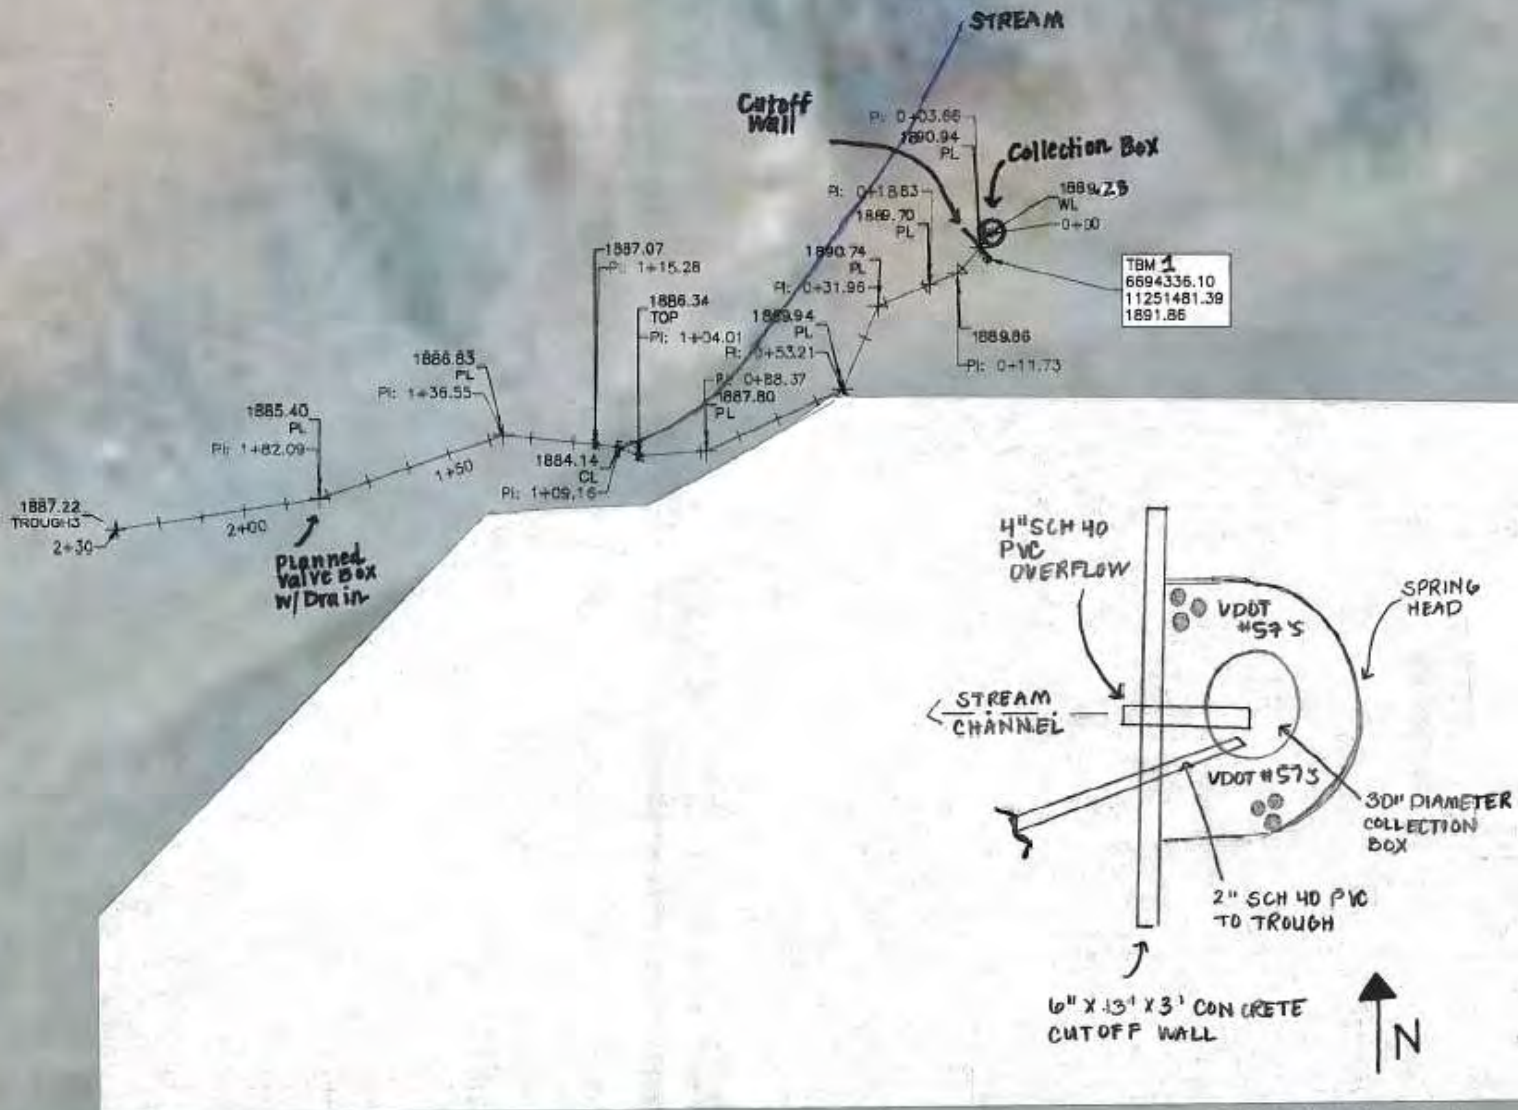 STREAM
Cutoff
Wall
PI: 0+03.66
1890.94
PL
Collection Box
1889.23
WL
0+00
PI: 0+18.83
1889.70
PL
TBM 1
6694336.10
11251481.39
1891.86
1890.74
PL
PI: 0+31.96
1889.86
PI: 0+11.73
1887.07
PI: 1+15.28
1886.34
TOP
PI: 1+04.01
1889.94
PL
PI: 0+53.21
PI: 0+88.37
1887.80
PL
1886.83
PL
PI: 1+36.55
1884.14
CL
PI: 1+09.16
1885.40
PL
PI: 1+82.09
1+50
1887.22
TROUGH3
2+30
2+00
Planned
Valve Box
w/ Drain
4" SCH 40
PVC
OVERFLOW
VDOT
#57'S
SPRING
HEAD
STREAM
CHANNEL
VDOT #57'S
30" DIAMETER
COLLECTION
BOX
2" SCH 40 PVC
TO TROUGH
6" X 13' X 3' CONCRETE
CUTOFF WALL
N